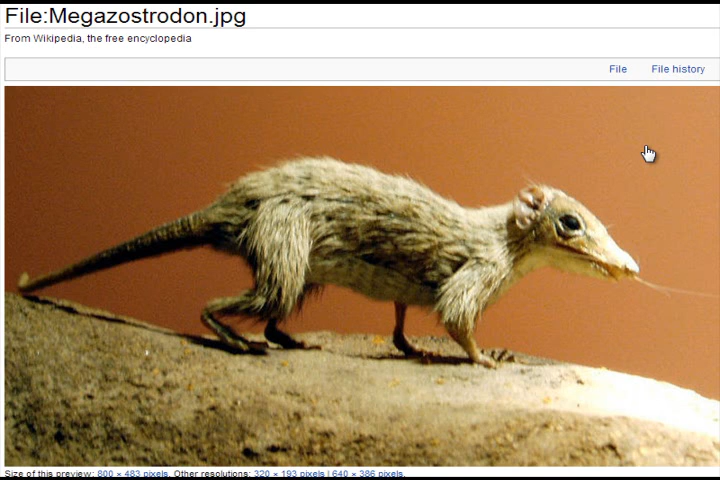 File:Megazostrodon.jpg
From Wikipedia, the free encyclopedia
File File history
Size of this preview: 800 × 483 pixels. Other resolutions: 320 × 193 pixels | 640 × 386 pixels.